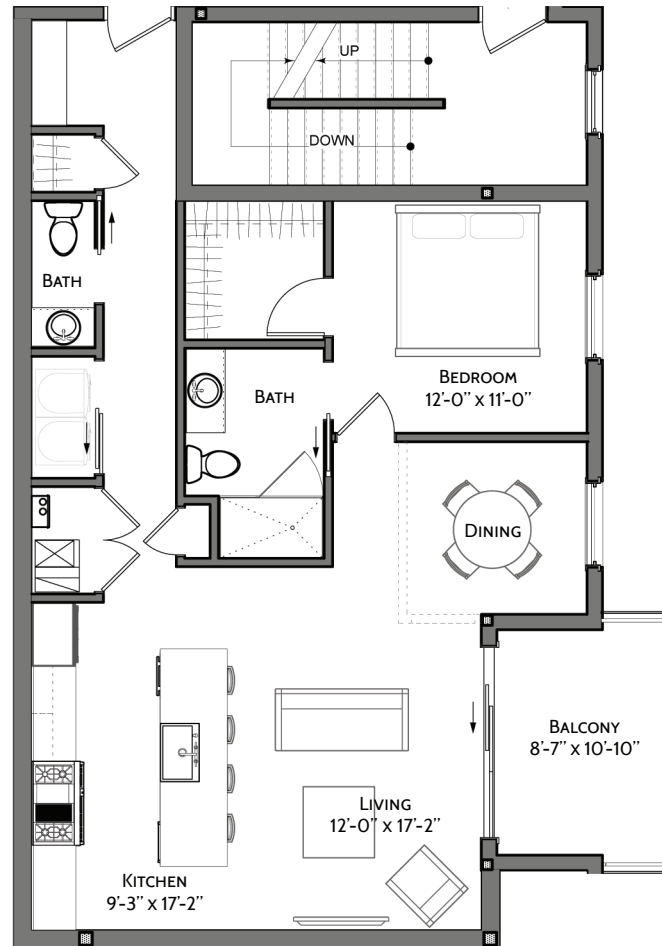 UP
DOWN
BATH
BATH
BEDROOM
12’-0” X 11’-0”
DINING
BALCONY
8’-7” X 10’-10”
LIVING
12’-0” X 17’-2”
KITCHEN
9’-3” X 17’-2”